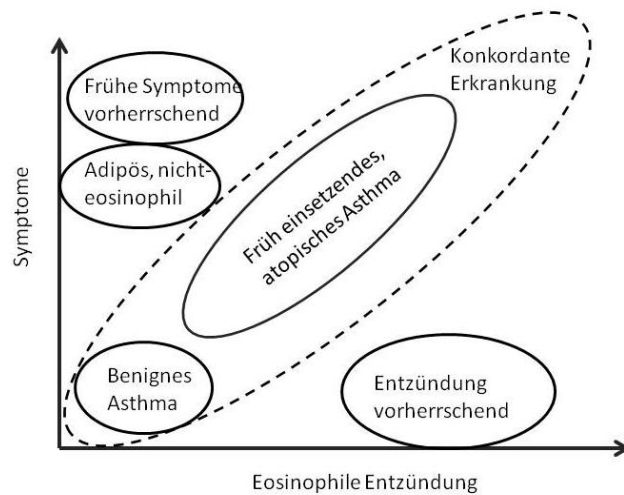 Konkordante
Erkrankung
Frühe Symptome
vorherrschend
Adipös, nicht-
eosinophil
Früh einsetzendes,
atopisches Asthma
Symptome
Benignes
Asthma
Entzündung
vorherrschend
Eosinophile Entzündung